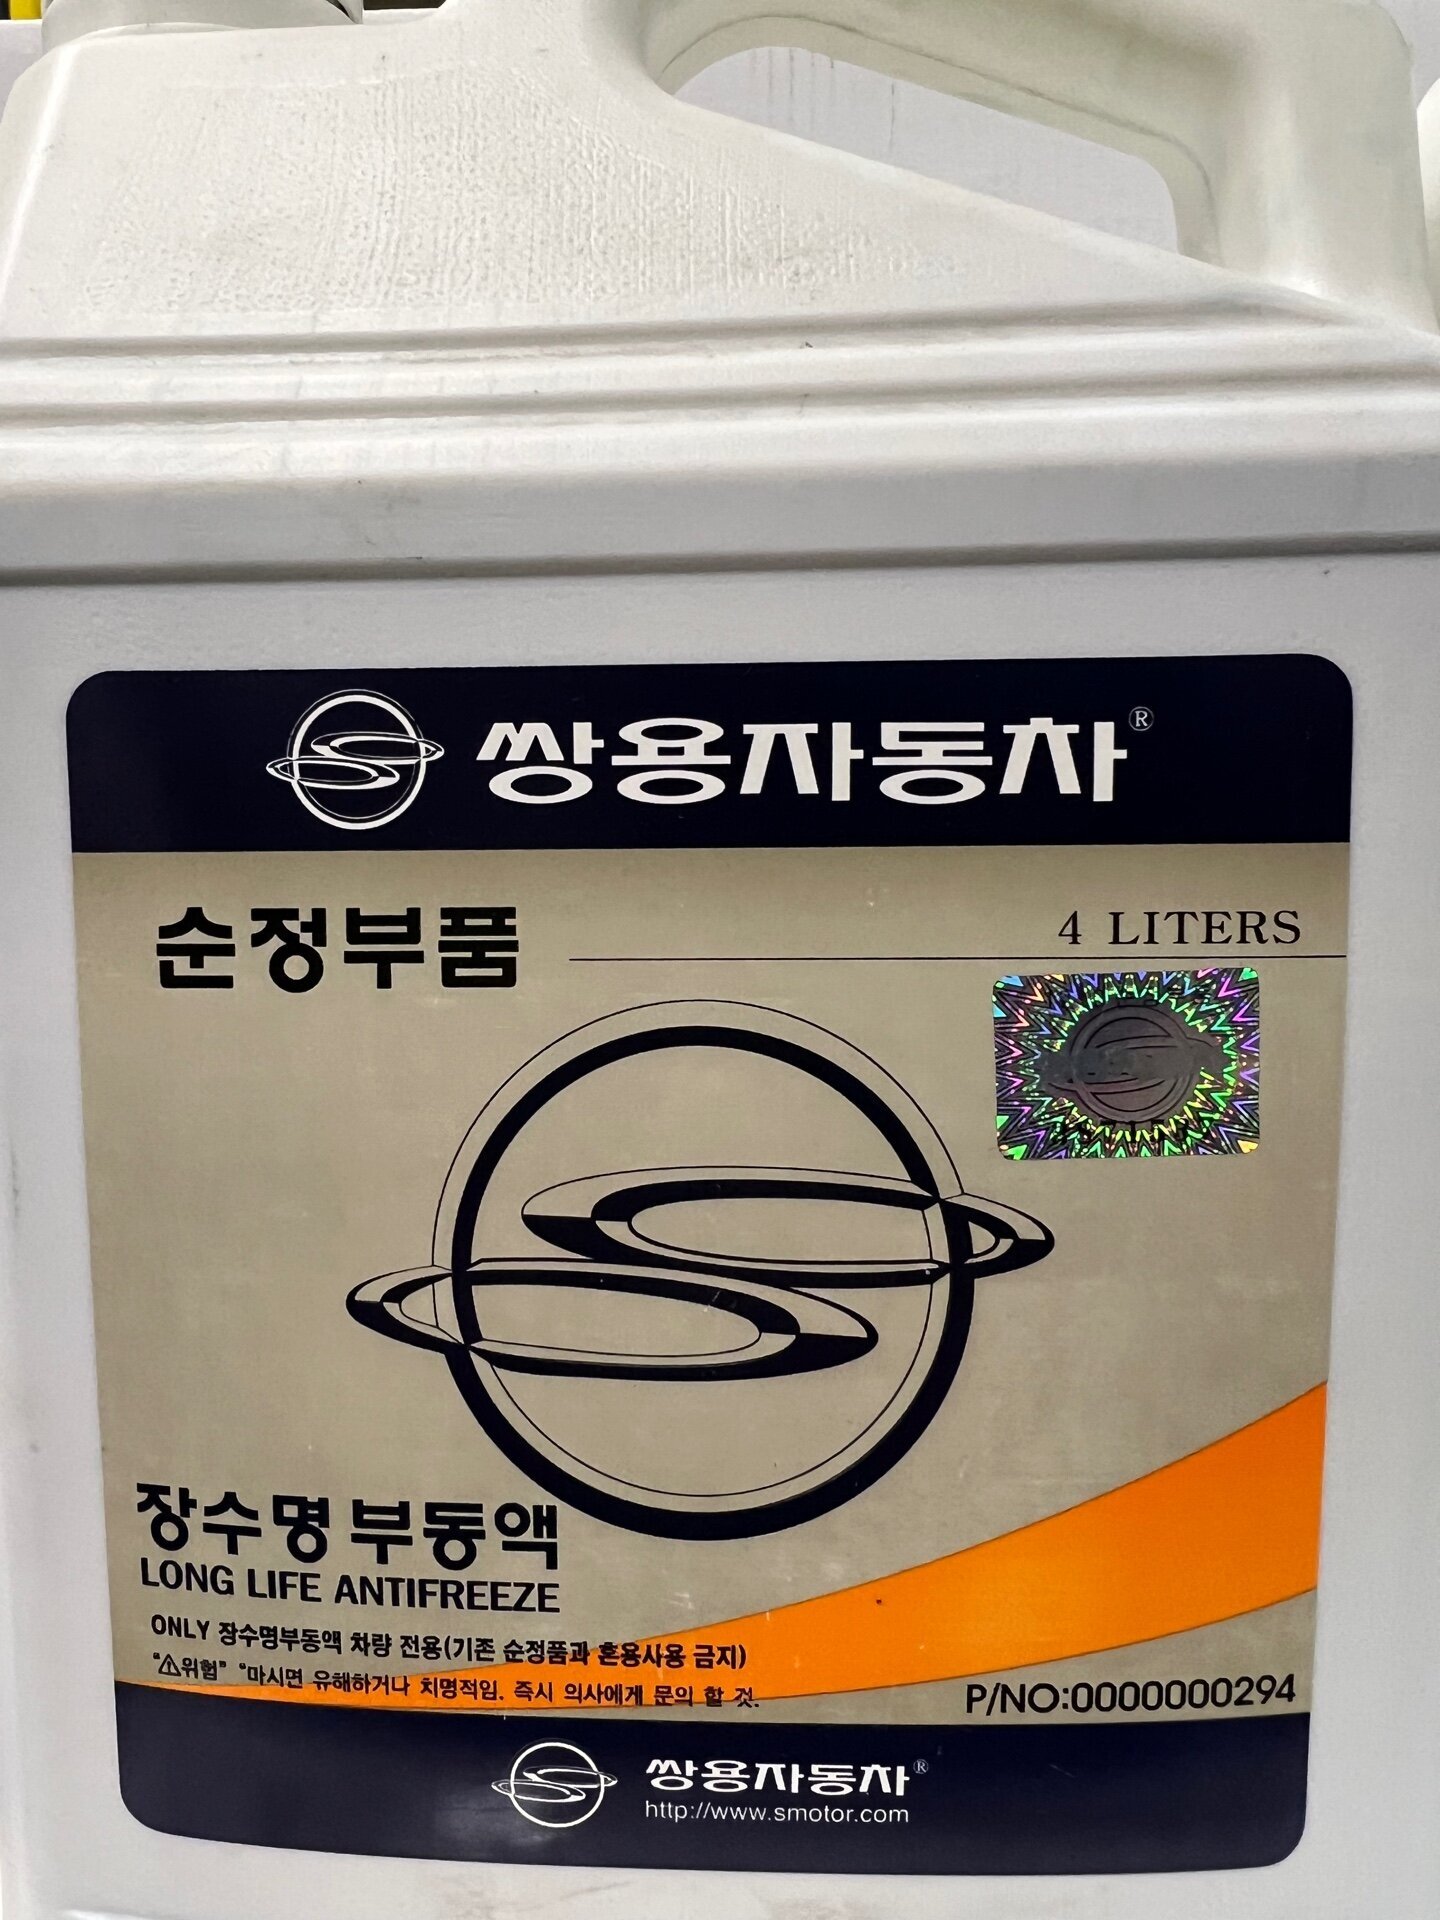 쌍용자동차®
순정부품
4 LITERS
장수명 부동액
LONG LIFE ANTIFREEZE
ONLY 장수명부동액 차량 전용(기존 순정품과 혼용사용 금지)
"⚠위험" "마시면 유해하거나 치명적임. 즉시 의사에게 문의 할 것.
P/NO:0000000294
쌍용자동차®
http://www.smotor.com